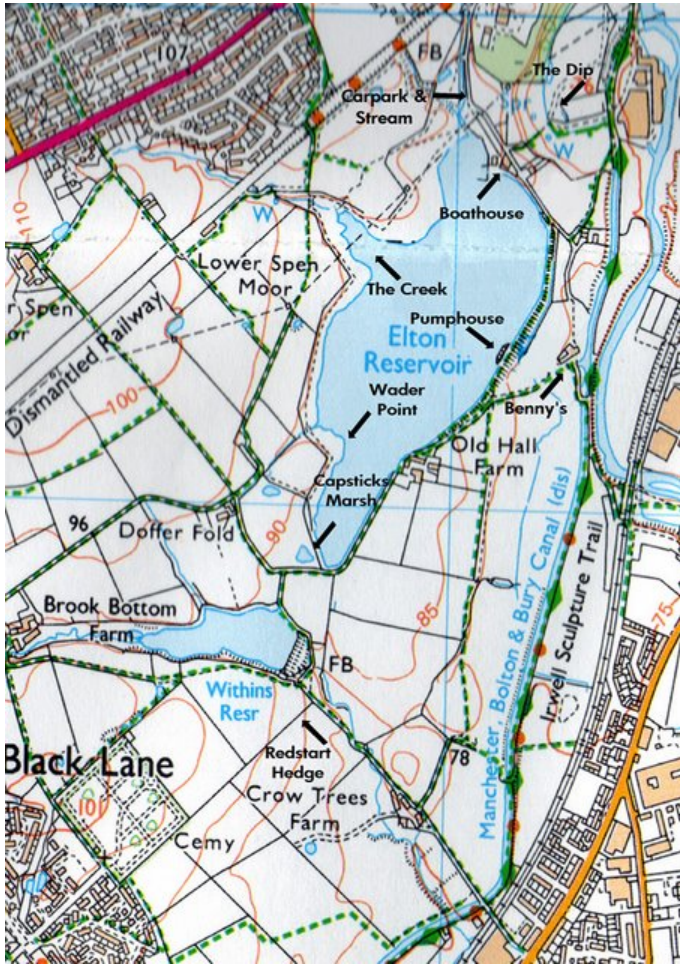 107
FB
The Dip
Carpark &
Stream
W
Boathouse
110
W
Lower Spen
Moor
The Creek
r Spen
or
Pumphouse
Elton
Reservoir
Dismantled Railway
100
Wader
Point
Benny's
Old Hall
Farm
Capsticks
Marsh
96
Doffer Fold
90
Manchester, Bolton & Bury Canal (dis)
Irwell Sculpture Trail
85
75
Brook Bottom
Farm
FB
Withins
Resr
Redstart
Hedge
78
Black Lane
101
Crow Trees
Farm
Cemy